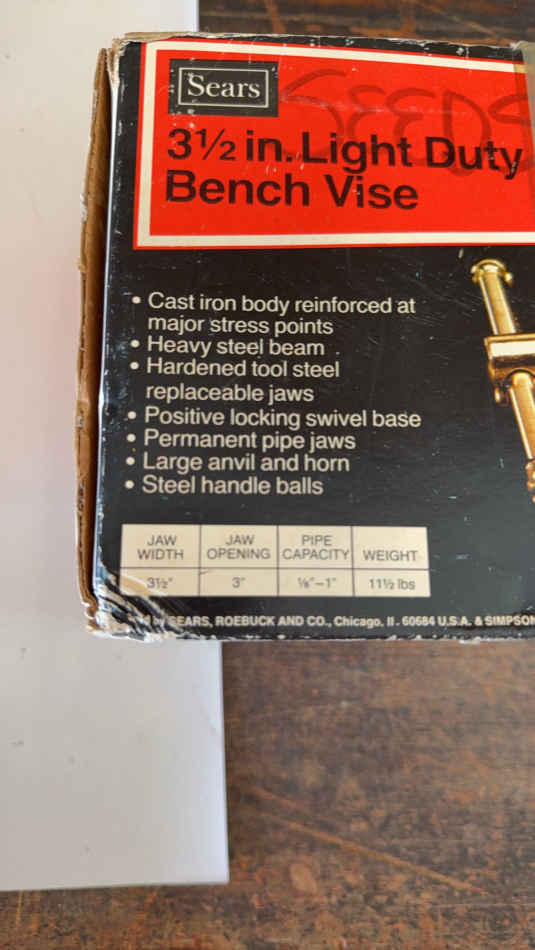 Sears
SEEDS
3½ in. Light Duty
Bench Vise
• Cast iron body reinforced at
major stress points
• Heavy steel beam
• Hardened tool steel
replaceable jaws
• Positive locking swivel base
• Permanent pipe jaws
• Large anvil and horn
• Steel handle balls
JAW WIDTH JAW OPENING PIPE CAPACITY WEIGHT
3½" 3" ⅛"–1" 11½ lbs
by SEARS, ROEBUCK AND CO., Chicago, Il. 60684 U.S.A. & SIMPSON